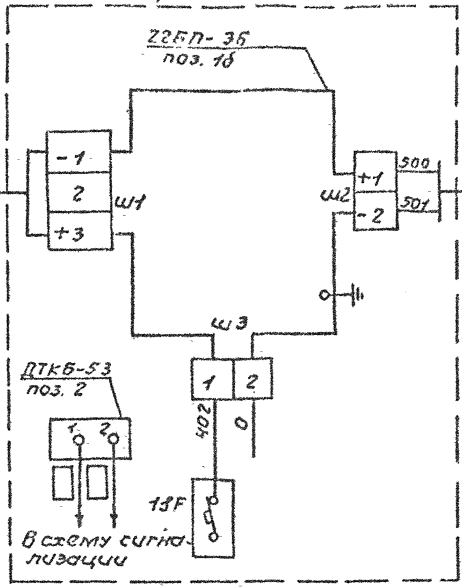 22БП-36
поз. 1б
-1
2
+3
Ш1
+1
-2
Ш2
500
501
Ш3
1 2
402
0
ДТКБ-53
поз. 2
1 2
1SF
В схему сигна-
лизации